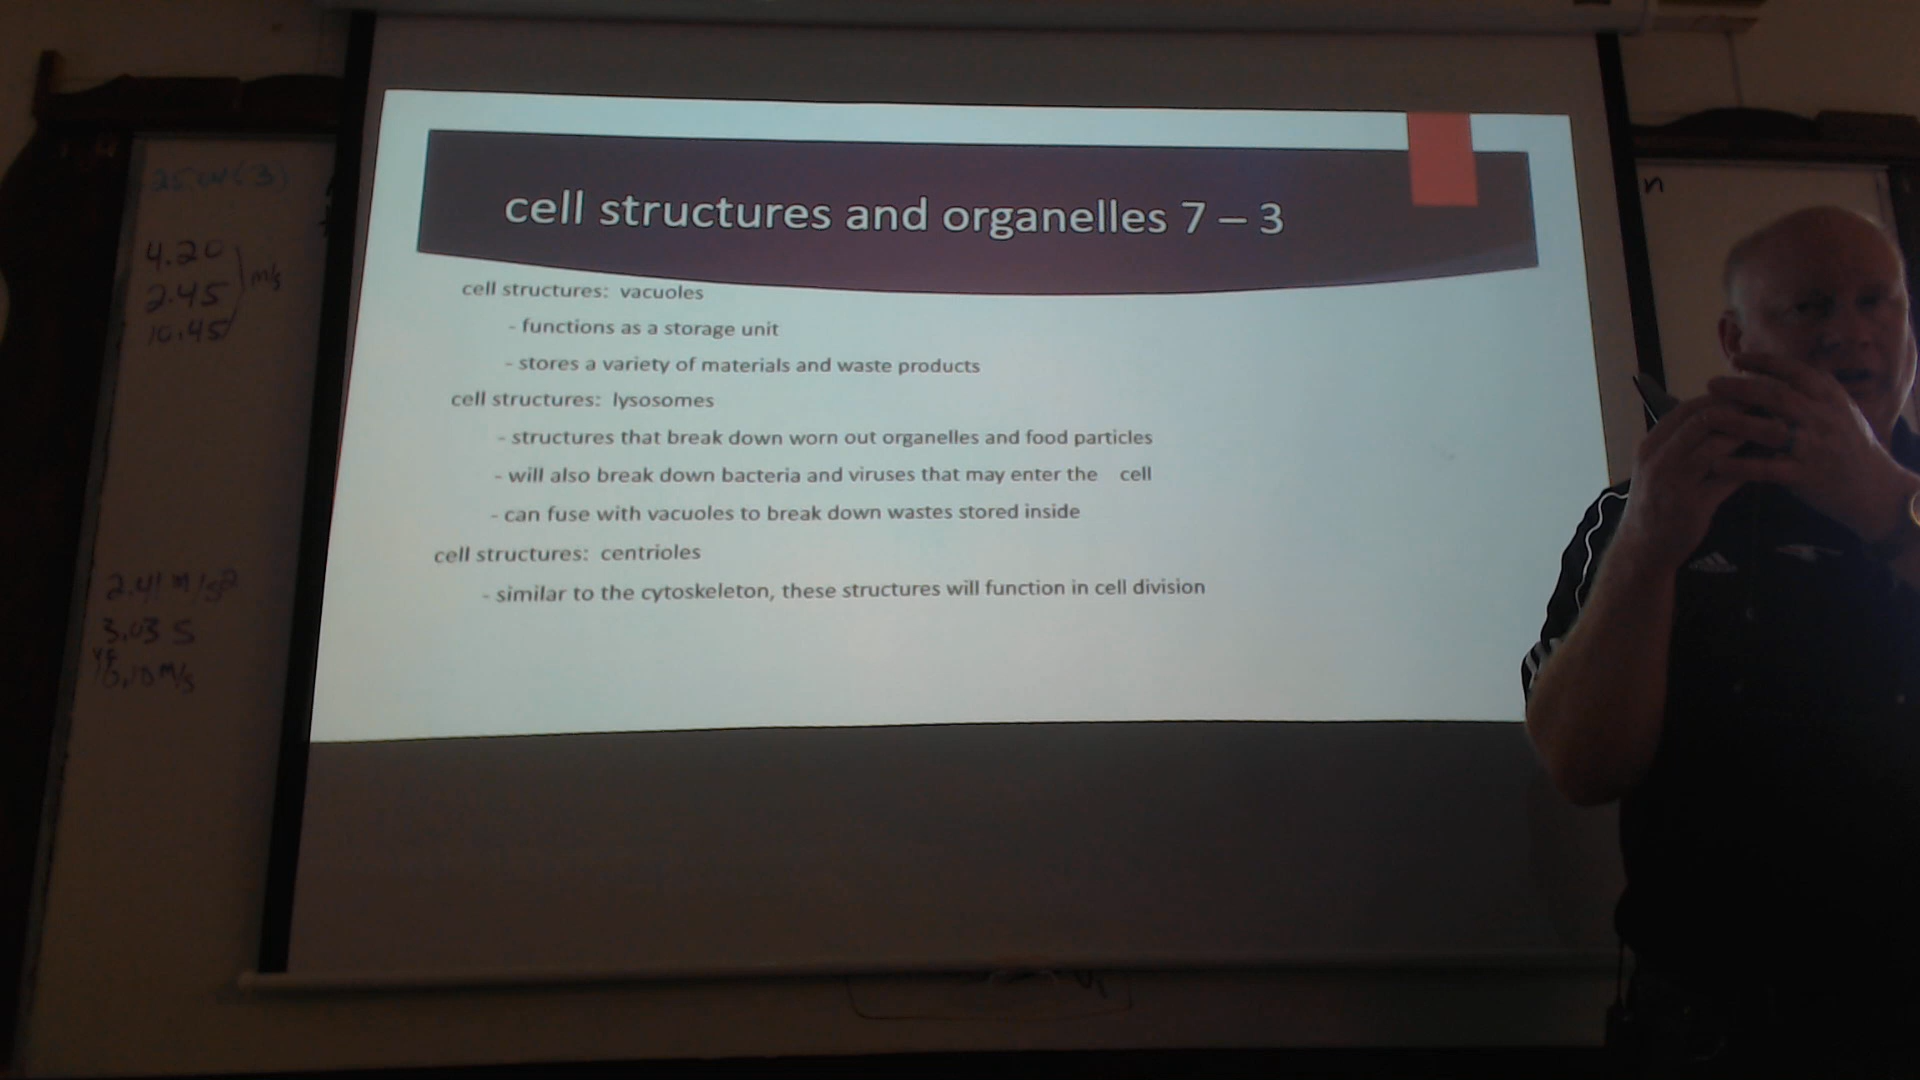 cell structures and organelles 7 – 3
cell structures: vacuoles
- functions as a storage unit
- stores a variety of materials and waste products
cell structures: lysosomes
- structures that break down worn out organelles and food particles
- will also break down bacteria and viruses that may enter the cell
- can fuse with vacuoles to break down wastes stored inside
cell structures: centrioles
- similar to the cytoskeleton, these structures will function in cell division
4.20
2.45 m/s
10.45
2.41 m/s2
3.03 s
n